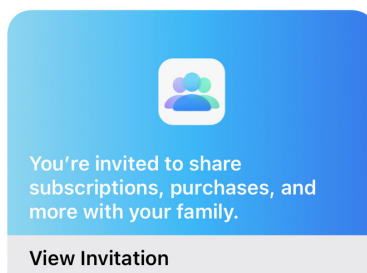 You’re invited to share
subscriptions, purchases, and
more with your family.
View Invitation